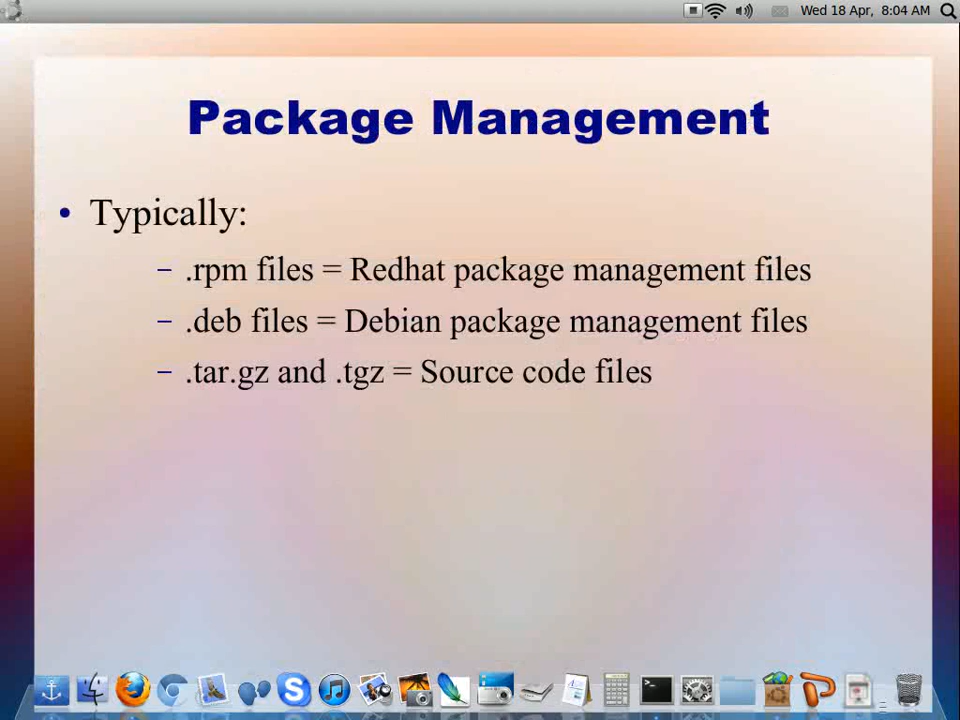 Wed 18 Apr, 8:04 AM
Package Management
• Typically:
– .rpm files = Redhat package management files
– .deb files = Debian package management files
– .tar.gz and .tgz = Source code files